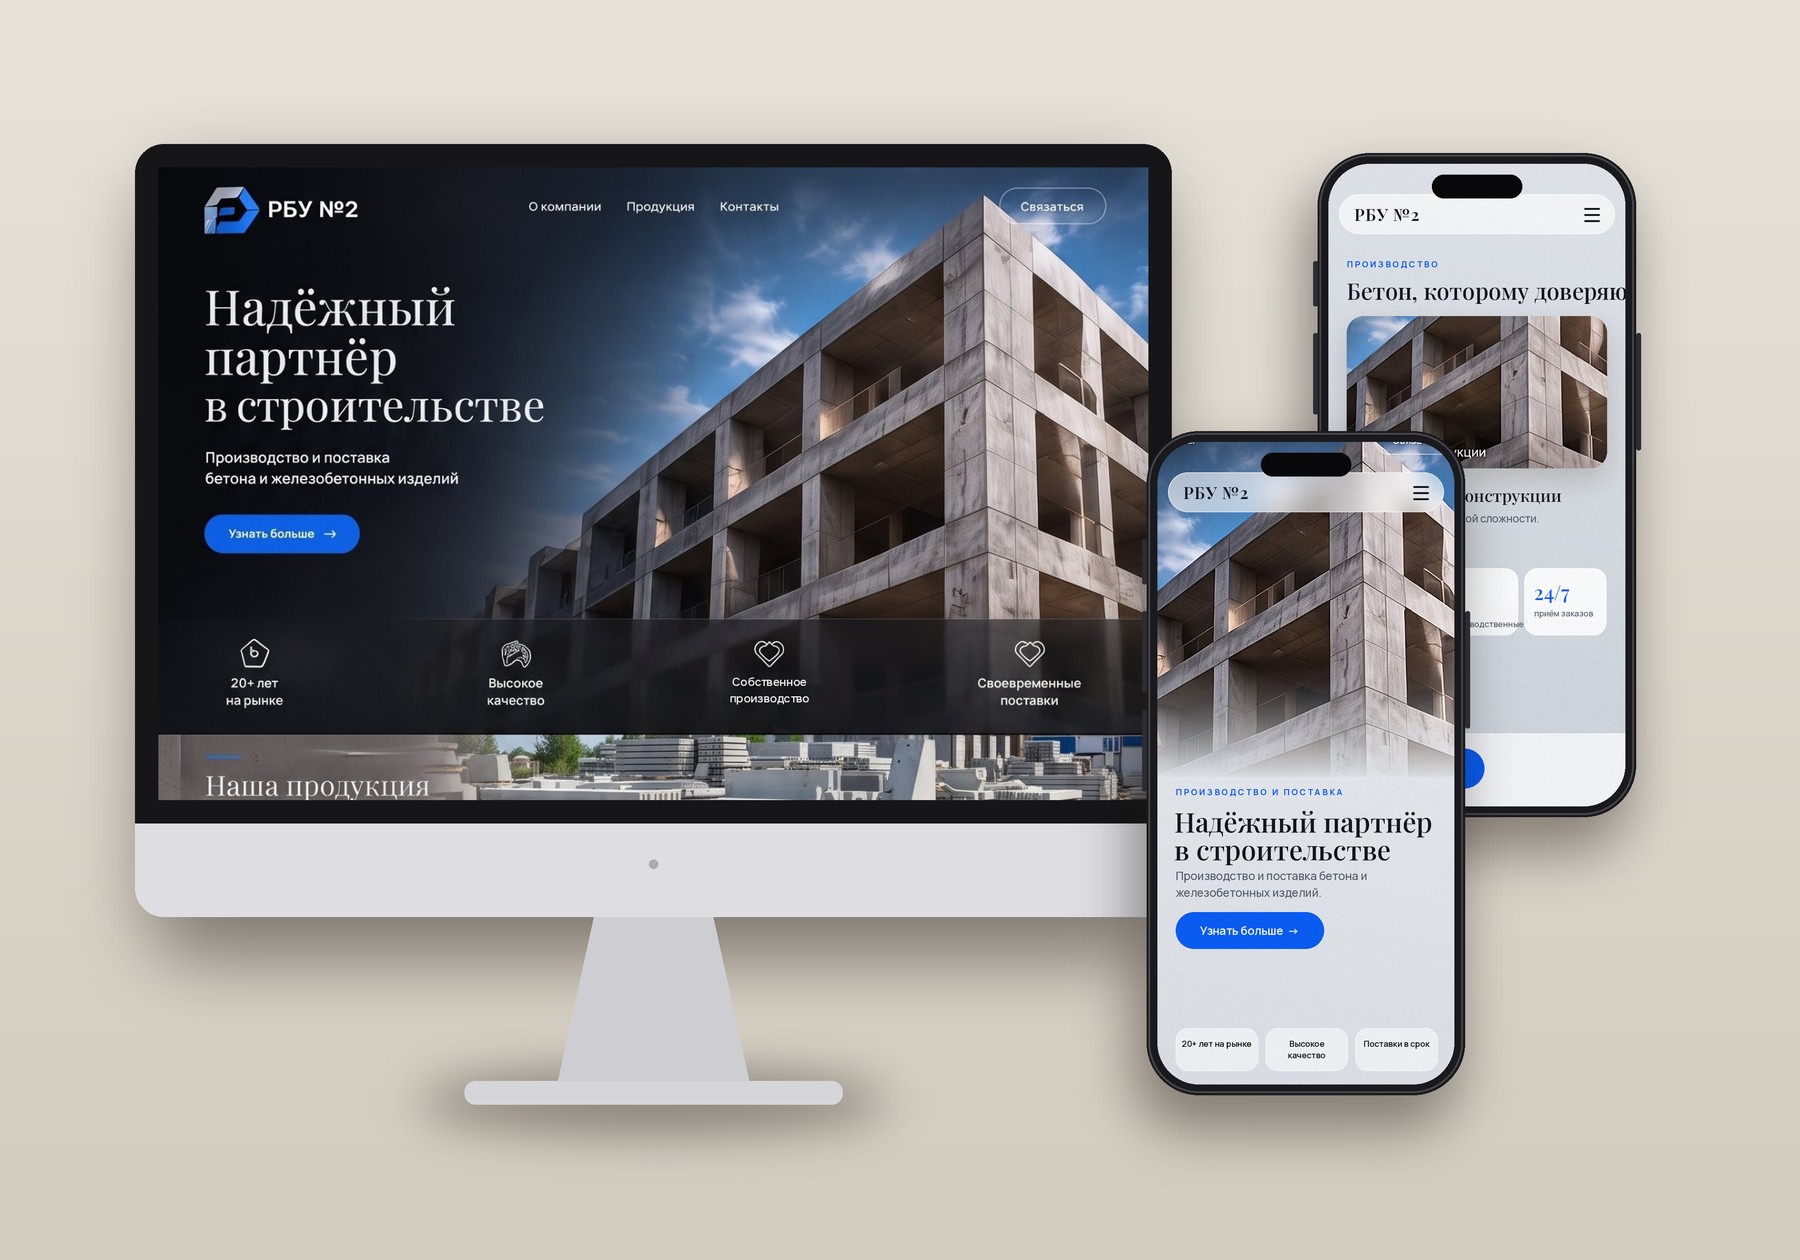 РБУ №2
О компании
Продукция
Контакты
Связаться
Надёжный
партнёр
в строительстве
Производство и поставка
бетона и железобетонных изделий
Узнать больше →
20+ лет
на рынке
Высокое
качество
Собственное
производство
Своевременные
поставки
Наша продукция
РБУ №2
ПРОИЗВОДСТВО
Бетон, которому доверяю
укции
онструкции
ой сложности.
водственные
24/7
приём заказов
РБУ №2
ПРОИЗВОДСТВО И ПОСТАВКА
Надёжный партнёр
в строительстве
Производство и поставка бетона и
железобетонных изделий.
Узнать больше →
20+ лет на рынке
Высокое
качество
Поставки в срок